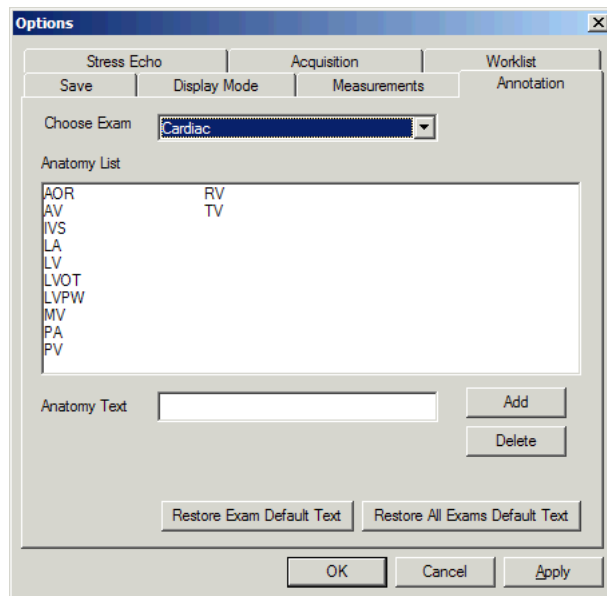 Options
Stress Echo Acquisition Worklist
Save Display Mode Measurements Annotation
Choose Exam Cardiac
Anatomy List
AOR RV
AV TV
IVS
LA
LV
LVOT
LVPW
MV
PA
PV
Anatomy Text Add
Delete
Restore Exam Default Text Restore All Exams Default Text
OK Cancel Apply